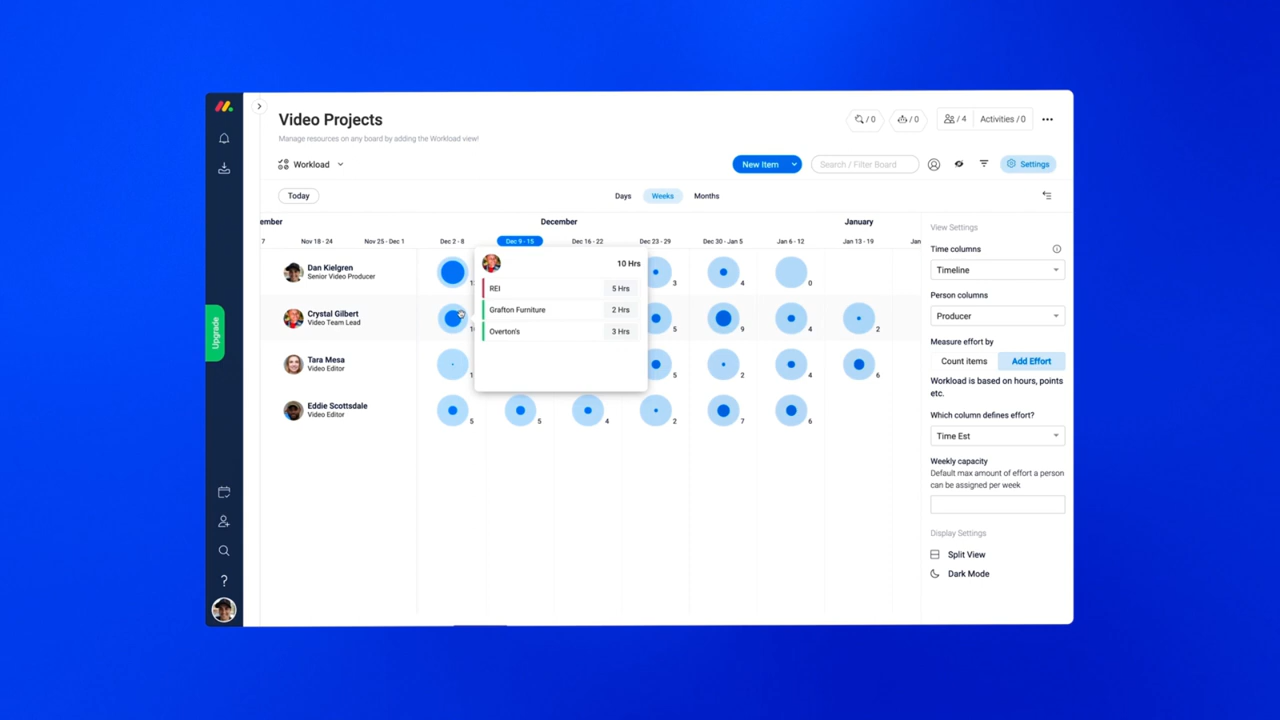 Video Projects
Manage resources on any board by adding the Workload view!
/ 0
/ 0
/ 4
Activities / 0
Workload
New Item
Search / Filter Board
Settings
Today
Days
Weeks
Months
ember
December
January
7
Nov 18 - 24
Nov 25 - Dec 1
Dec 2 - 8
Dec 9 - 15
Dec 16 - 22
Dec 23 - 29
Dec 30 - Jan 5
Jan 6 - 12
Jan 13 - 19
Jan
Dan Kielgren
Senior Video Producer
3
4
0
Crystal Gilbert
Video Team Lead
5
9
4
2
Tara Mesa
Video Editor
5
2
4
6
Eddie Scottsdale
Video Editor
5
5
4
2
7
6
10 Hrs
REI
5 Hrs
Grafton Furniture
2 Hrs
Overton's
3 Hrs
View Settings
Time columns
Timeline
Person columns
Producer
Measure effort by
Count items
Add Effort
Workload is based on hours, points
etc.
Which column defines effort?
Time Est
Weekly capacity
Default max amount of effort a person
can be assigned per week
Display Settings
Split View
Dark Mode
Upgrade
?